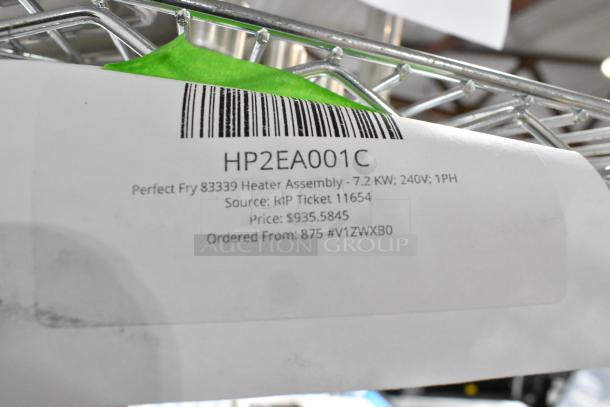 HP2EA001C
Perfect Fry 83339 Heater Assembly - 7.2 KW; 240V; 1PH
Source: RIP Ticket 11654
Price: $935.5845
Ordered From: 875 #V1ZWXB0
AUCTION GROUP